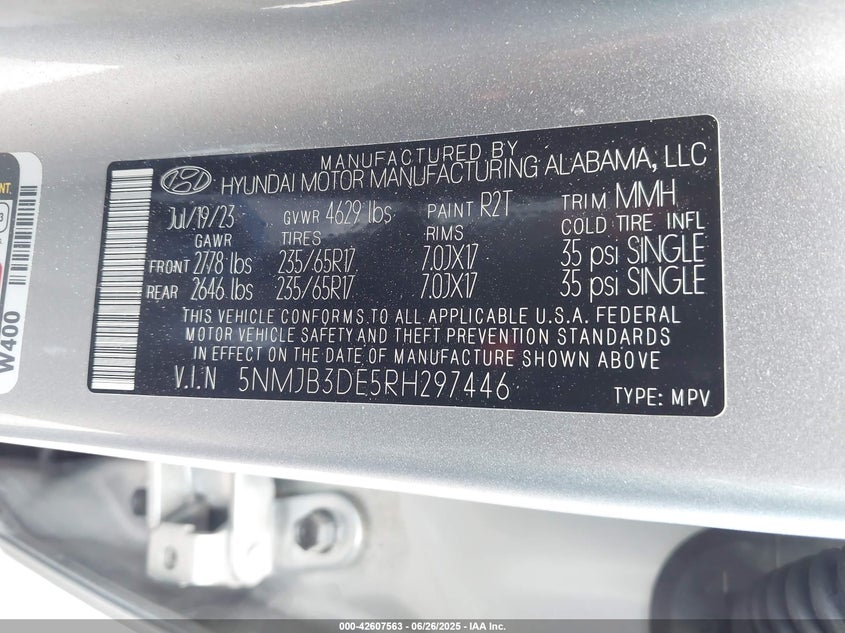 MANUFACTURED BY
HYUNDAI MOTOR MANUFACTURING ALABAMA, LLC
Jul/19/23 GVWR 4629 lbs PAINT R2T TRIM MMH
GAWR TIRES RIMS COLD TIRE INFL
FRONT 2778 lbs 235/65R17 7.0JX17 35 psi SINGLE
REAR 2646 lbs 235/65R17 7.0JX17 35 psi SINGLE
THIS VEHICLE CONFORMS TO ALL APPLICABLE U.S.A. FEDERAL
MOTOR VEHICLE SAFETY AND THEFT PREVENTION STANDARDS
IN EFFECT ON THE DATE OF MANUFACTURE SHOWN ABOVE
V.I.N 5NMJB3DE5RH297446 TYPE: MPV
W400
000-42607563 - 06/26/2025 - IAA Inc.